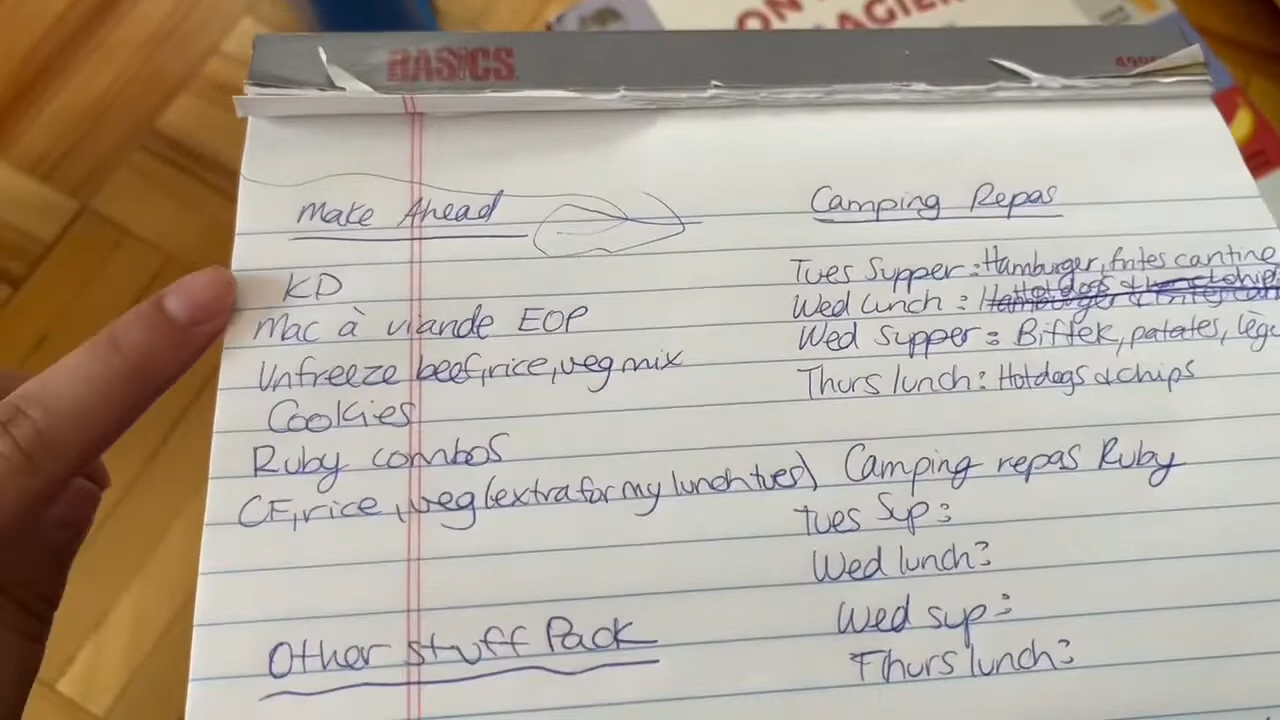 BASICS
Make Ahead
KD
Mac à viande EOP
Unfreeze beef, rice, veg mix
Cookies
Ruby combos
CF, rice, veg (extra for my lunch tues)
Other stuff Pack
Camping Repas
Tues Supper: Hamburger, frites cantine
Wed lunch:
Wed Supper: Biftek, patates, lég
Thurs lunch: Hotdogs & chips
Camping repas Ruby
Tues Sup:
Wed lunch:
Wed sup:
Thurs lunch: